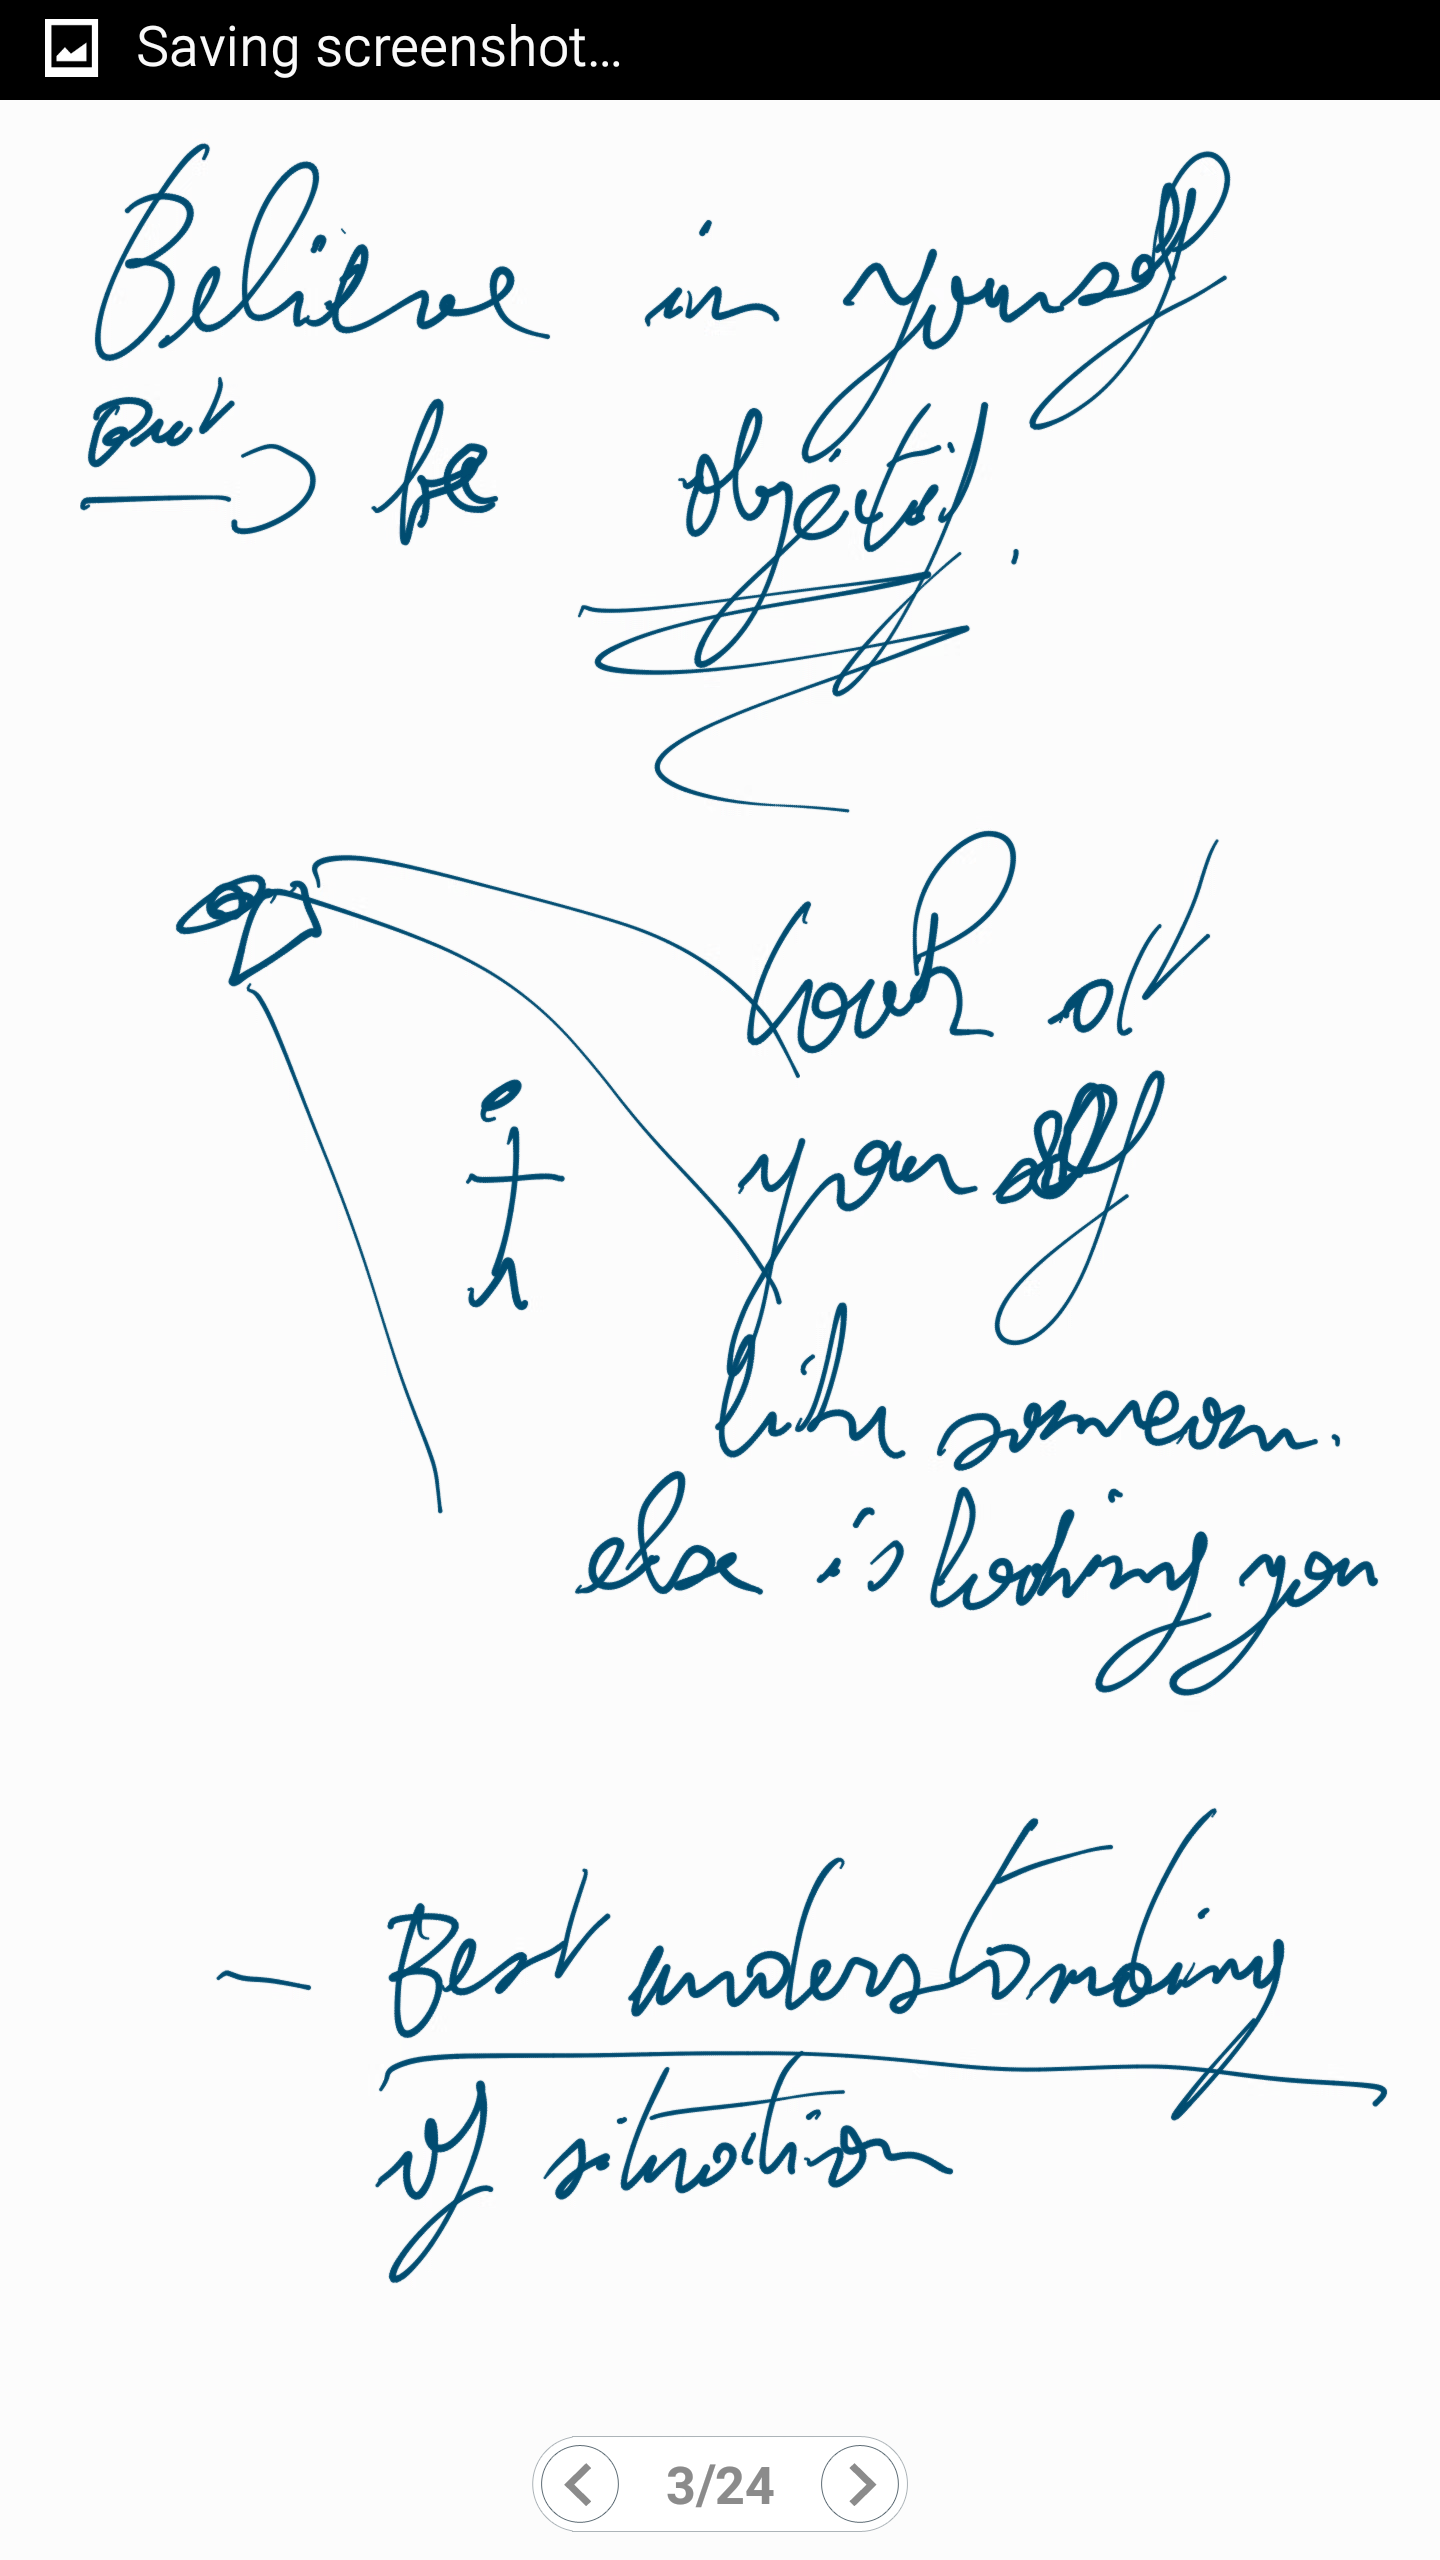 Saving screenshot...
Believe in yourself
But be
Look at
yourself
like someone
else is looking you
- Best understanding
of situation
3/24